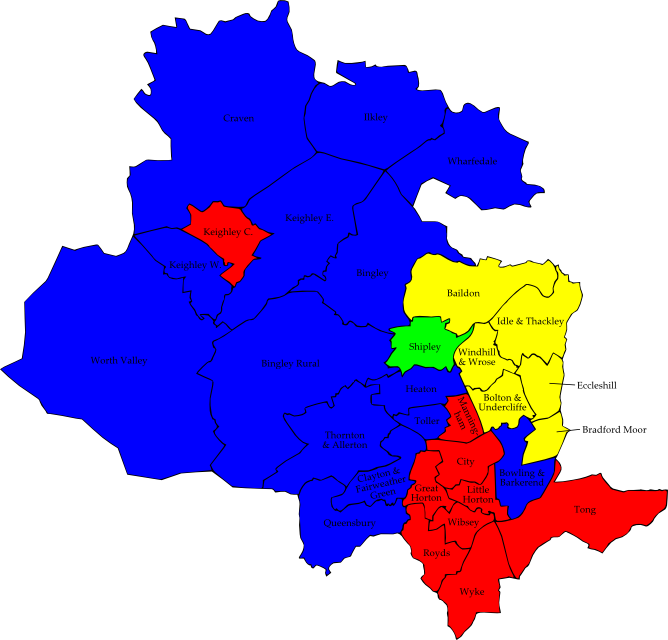 Craven
Ilkley
Wharfedale
Keighley E.
Keighley C.
Keighley W.
Bingley
Baildon
Idle & Thackley
Shipley
Windhill
& Wrose
Worth Valley
Bingley Rural
Eccleshill
Heaton
Bolton &
Undercliffe
Manning-
ham
Toller
Bradford Moor
Thornton
& Allerton
City
Bowling &
Barkerend
Clayton &
Fairweather
Green
Great
Horton
Little
Horton
Queensbury
Wibsey
Tong
Royds
Wyke